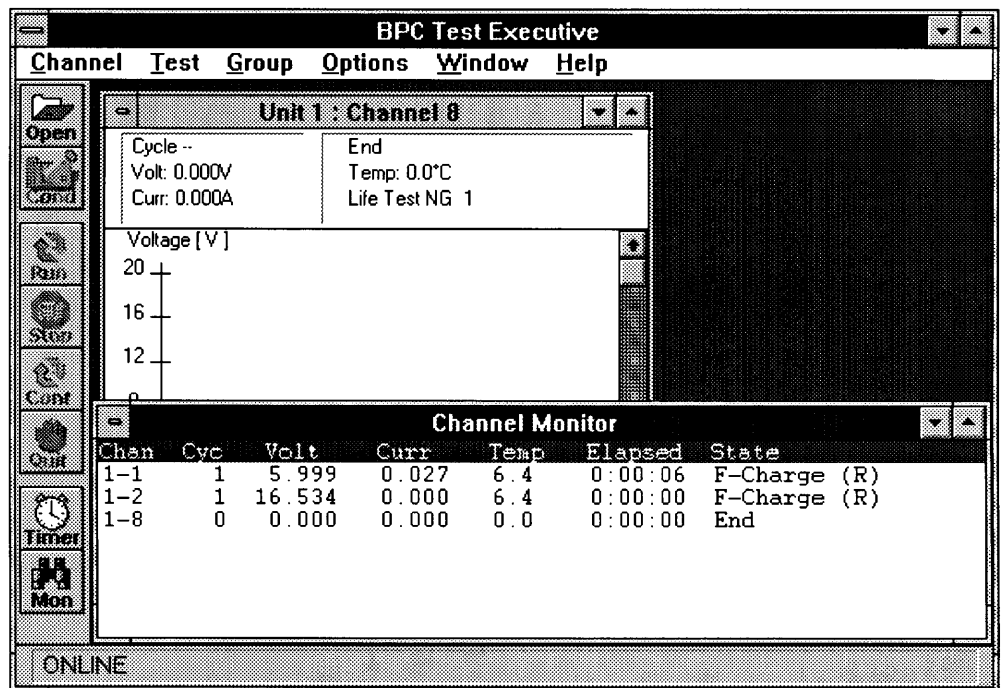 BPC Test Executive
Channel Test Group Options Window Help
Open
Cond
Run
Stop
Cont
Quit
Timer
Mon
Unit 1 : Channel 8
Cycle --
Volt: 0.000V
Curr: 0.000A
End
Temp: 0.0°C
Life Test NG 1
Voltage [ V ]
20
16
12
Channel Monitor
Chan Cyc Volt Curr Temp Elapsed State
1-1 1 5.999 0.027 6.4 0:00:06 F-Charge (R)
1-2 1 16.534 0.000 6.4 0:00:00 F-Charge (R)
1-8 0 0.000 0.000 0.0 0:00:00 End
ONLINE